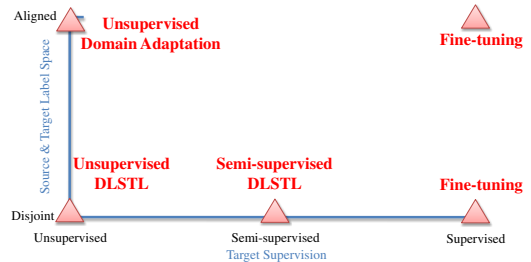 Aligned
Unsupervised
Domain Adaptation
Fine-tuning
Source & Target Label Space
Unsupervised
DLSTL
Semi-supervised
DLSTL
Fine-tuning
Disjoint
Unsupervised
Semi-supervised
Supervised
Target Supervision